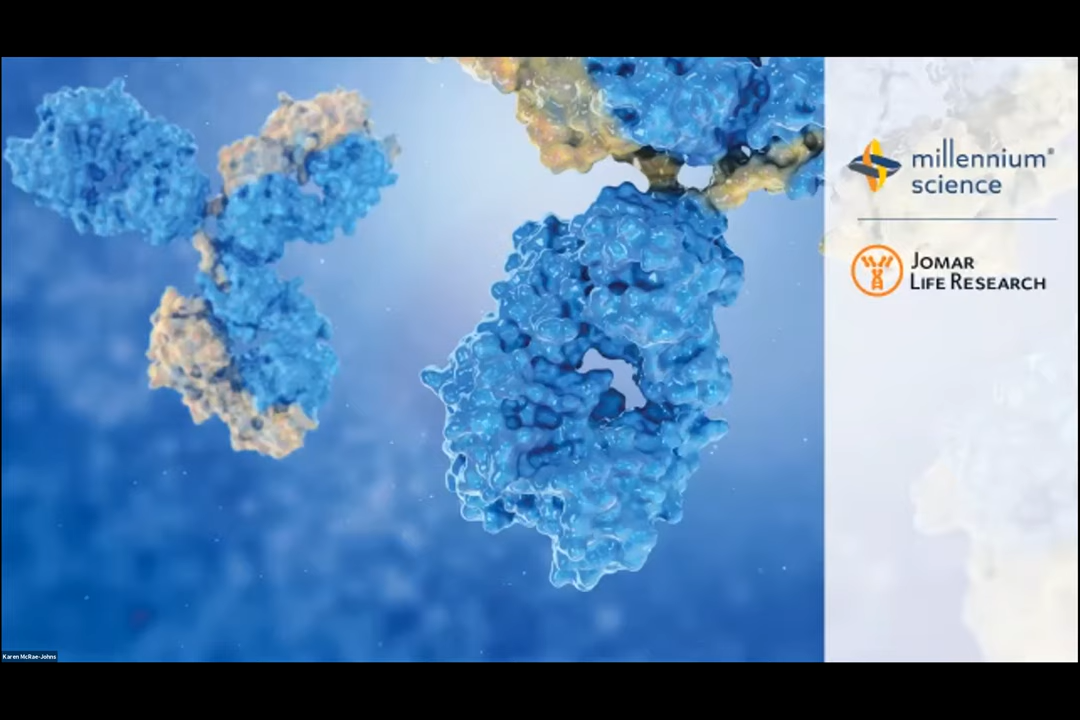 millennium®
science
JOMAR
LIFE RESEARCH
Karen McRae-Johns